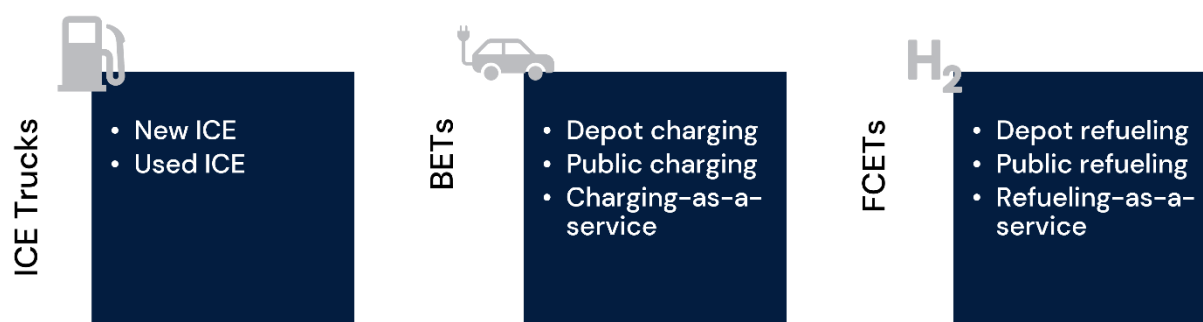 ICE Trucks
• New ICE
• Used ICE
BETs
• Depot charging
• Public charging
• Charging-as-a-
service
H₂
FCETs
• Depot refueling
• Public refueling
• Refueling-as-a-
service